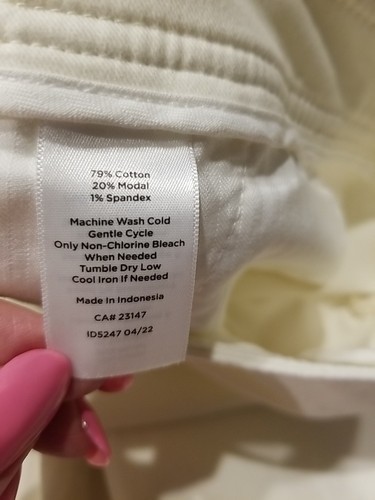 79% Cotton
20% Modal
1% Spandex
Machine Wash Cold
Gentle Cycle
Only Non-Chlorine Bleach
When Needed
Tumble Dry Low
Cool Iron If Needed
Made In Indonesia
CA# 23147
ID5247 04/22